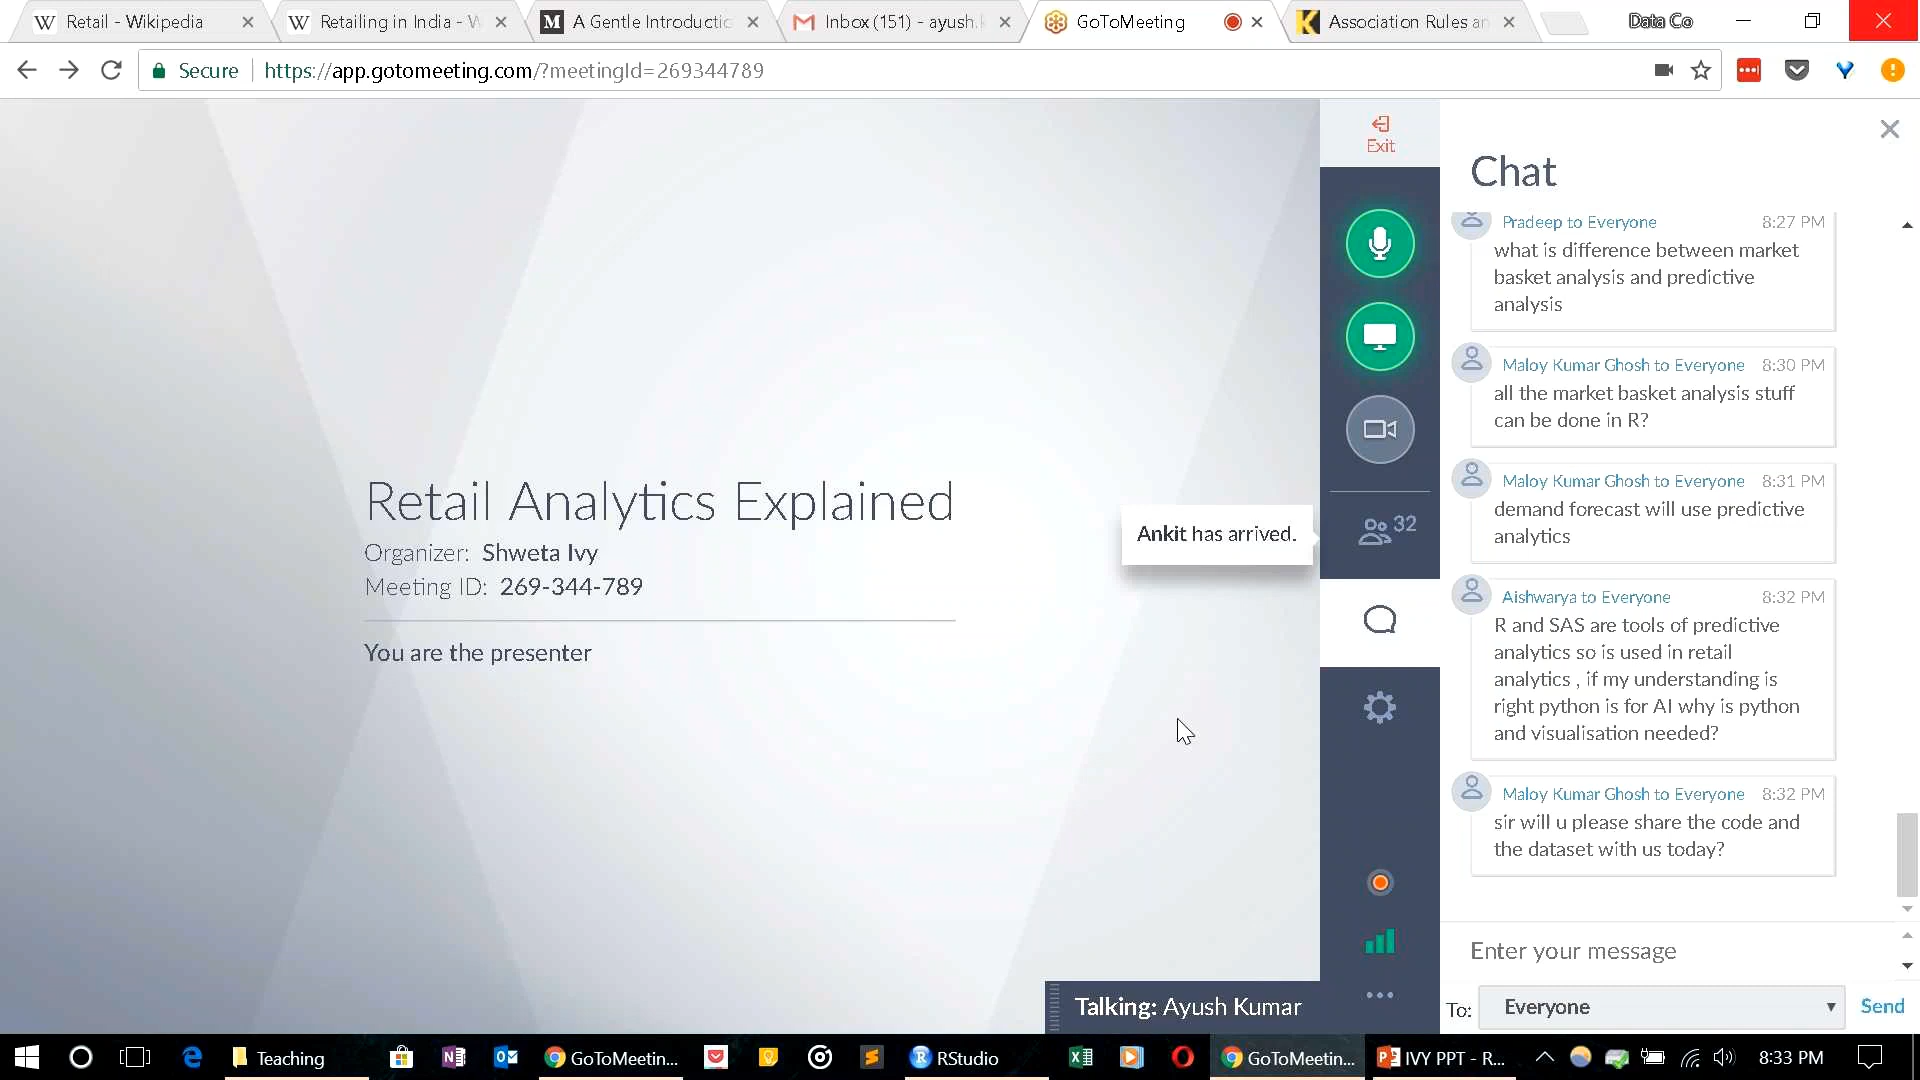 Retail - Wikipedia
Retailing in India - W
A Gentle Introductio
Inbox (151) - ayush.k
GoToMeeting
Association Rules an
Data Co
Secure
https://app.gotomeeting.com/?meetingId=269344789
Exit
Chat
Pradeep to Everyone 8:27 PM
what is difference between market
basket analysis and predictive
analysis
Maloy Kumar Ghosh to Everyone 8:30 PM
all the market basket analysis stuff
can be done in R?
Maloy Kumar Ghosh to Everyone 8:31 PM
demand forecast will use predictive
analytics
Aishwarya to Everyone 8:32 PM
R and SAS are tools of predictive
analytics so is used in retail
analytics , if my understanding is
right python is for AI why is python
and visualisation needed?
Maloy Kumar Ghosh to Everyone 8:32 PM
sir will u please share the code and
the dataset with us today?
Retail Analytics Explained
Organizer: Shweta Ivy
Meeting ID: 269-344-789
You are the presenter
Ankit has arrived.
32
Enter your message
Talking: Ayush Kumar
To: Everyone
Send
Teaching
GoToMeetin...
RStudio
GoToMeetin...
IVY PPT - R...
8:33 PM